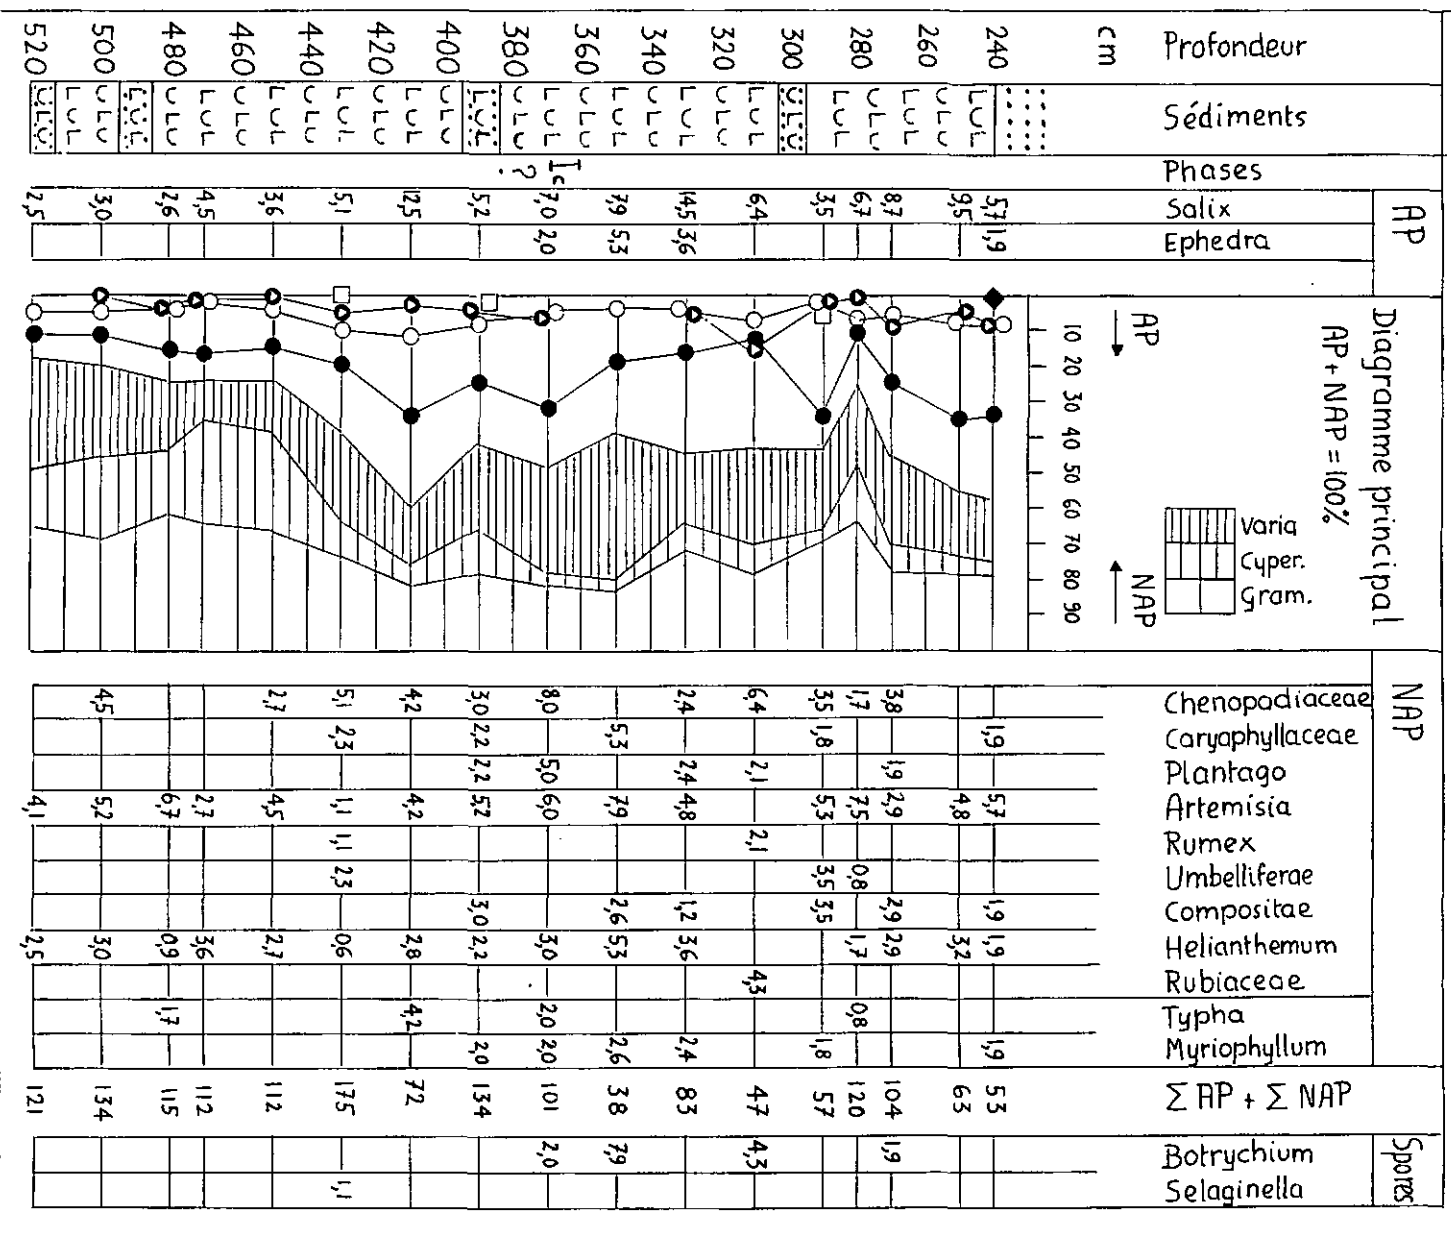 520 500 480 460 440 420 400 380 360 340 320 300 280 260 240 cm Profondeur
Sédiments
Ic ? Phases
AP
2,5 3,0 2,6 4,5 3,6 5,1 12,5 5,2 7,0 7,9 14,5 6,4 3,5 6,7 8,7 9,5 5,7 Salix
2,0 5,3 3,6 1,9 Ephedra
Diagramme principal
AP + NAP = 100%
AP
10 20 30 40 50 60 70 80 90
NAP
Varia
Cyper.
Gram.
NAP
4,5 2,7 5,1 4,2 3,0 8,0 2,4 6,4 3,5 1,7 3,8 Chenopodiaceae
2,3 2,2 5,3 1,8 1,9 Caryophyllaceae
2,2 5,0 2,4 2,1 1,9 Plantago
4,1 5,2 6,7 2,7 4,5 1,1 4,2 5,2 6,0 7,9 4,8 5,3 7,5 2,9 4,8 5,7 Artemisia
1,1 2,1 Rumex
2,3 3,5 0,8 Umbelliferae
3,0 2,6 1,2 3,5 2,9 1,9 Compositae
2,5 3,0 0,9 3,6 2,7 0,6 2,8 2,2 3,0 5,3 3,6 1,7 2,9 3,2 1,9 Helianthemum
4,3 Rubiaceae
1,7 4,2 2,0 0,8 Typha
2,0 2,0 2,6 2,4 1,8 1,9 Myriophyllum
121 134 115 112 112 175 72 134 101 38 83 47 57 120 104 63 53 Σ AP + Σ NAP
Spores
2,0 7,9 4,3 1,9 Botrychium
1,1 Selaginella